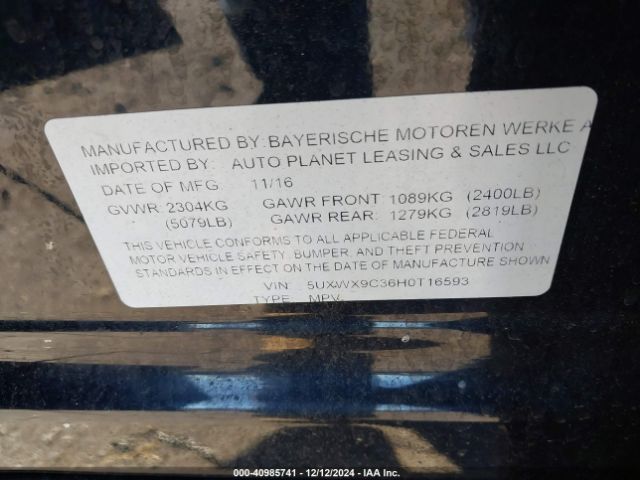 MANUFACTURED BY: BAYERISCHE MOTOREN WERKE A
IMPORTED BY: AUTO PLANET LEASING & SALES LLC
DATE OF MFG. 11/16
GVWR: 2304KG GAWR FRONT: 1089KG (2400LB)
(5079LB) GAWR REAR: 1279KG (2819LB)
THIS VEHICLE CONFORMS TO ALL APPLICABLE FEDERAL
MOTOR VEHICLE SAFETY, BUMPER, AND THEFT PREVENTION
STANDARDS IN EFFECT ON DATE OF MANUFACTURE SHOWN
VIN: 5UXWX9C36H0T16593
TYPE: MPV
000-40985741 - 12/12/2024 - IAA Inc.